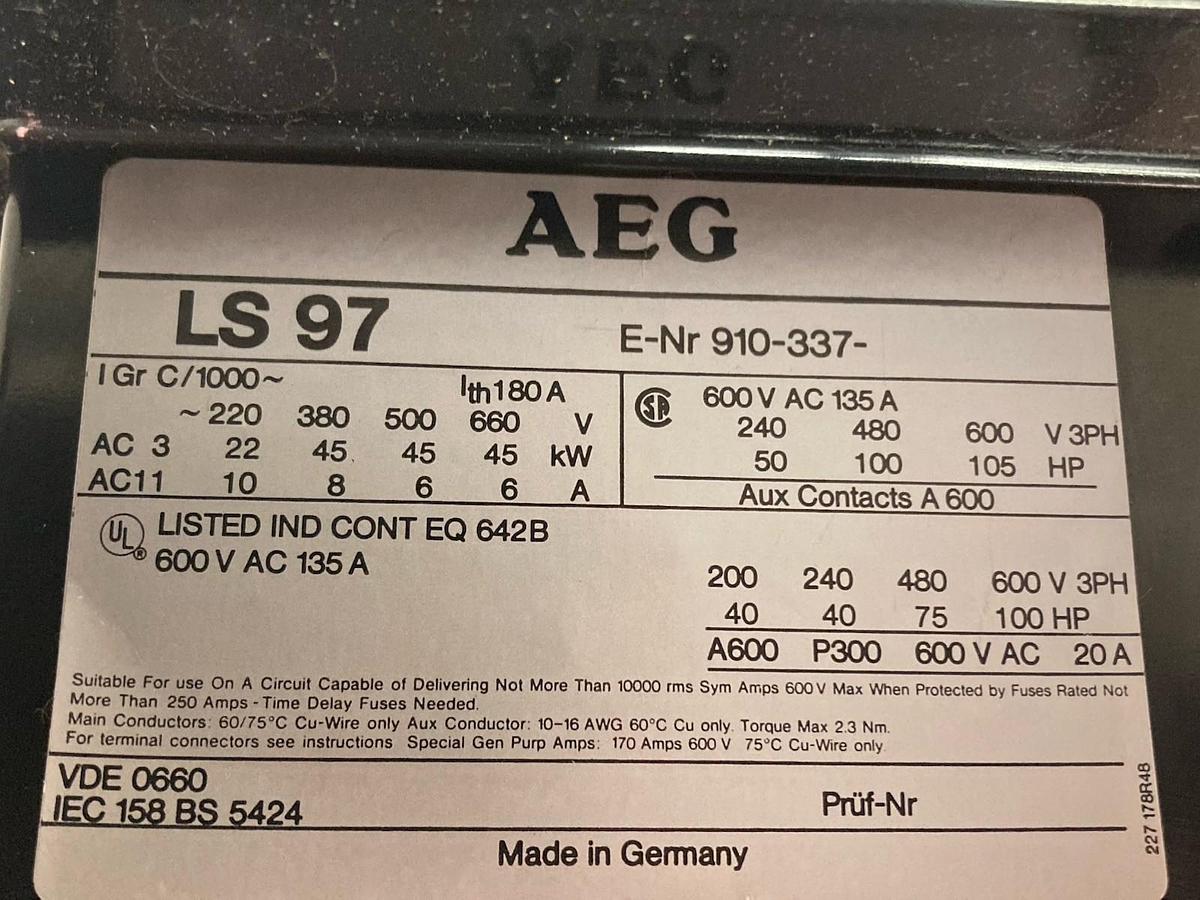 AEG
LS 97
E-Nr 910-337-
I Gr C/1000~ Ith 180 A
~ 220 380 500 660 V
AC 3 22 45 45 45 kW
AC11 10 8 6 6 A
SA 600 V AC 135 A
240 480 600 V 3PH
50 100 105 HP
Aux Contacts A 600
UL® LISTED IND CONT EQ 642B
600 V AC 135 A
200 240 480 600 V 3PH
40 40 75 100 HP
A600 P300 600 V AC 20 A
Suitable For use On A Circuit Capable of Delivering Not More Than 10000 rms Sym Amps 600 V Max When Protected by Fuses Rated Not
More Than 250 Amps - Time Delay Fuses Needed.
Main Conductors: 60/75°C Cu-Wire only Aux Conductor: 10-16 AWG 60°C Cu only. Torque Max 2.3 Nm.
For terminal connectors see instructions Special Gen Purp Amps: 170 Amps 600 V 75°C Cu-Wire only
VDE 0660
IEC 158 BS 5424
Prüf-Nr
Made in Germany
227 178R48